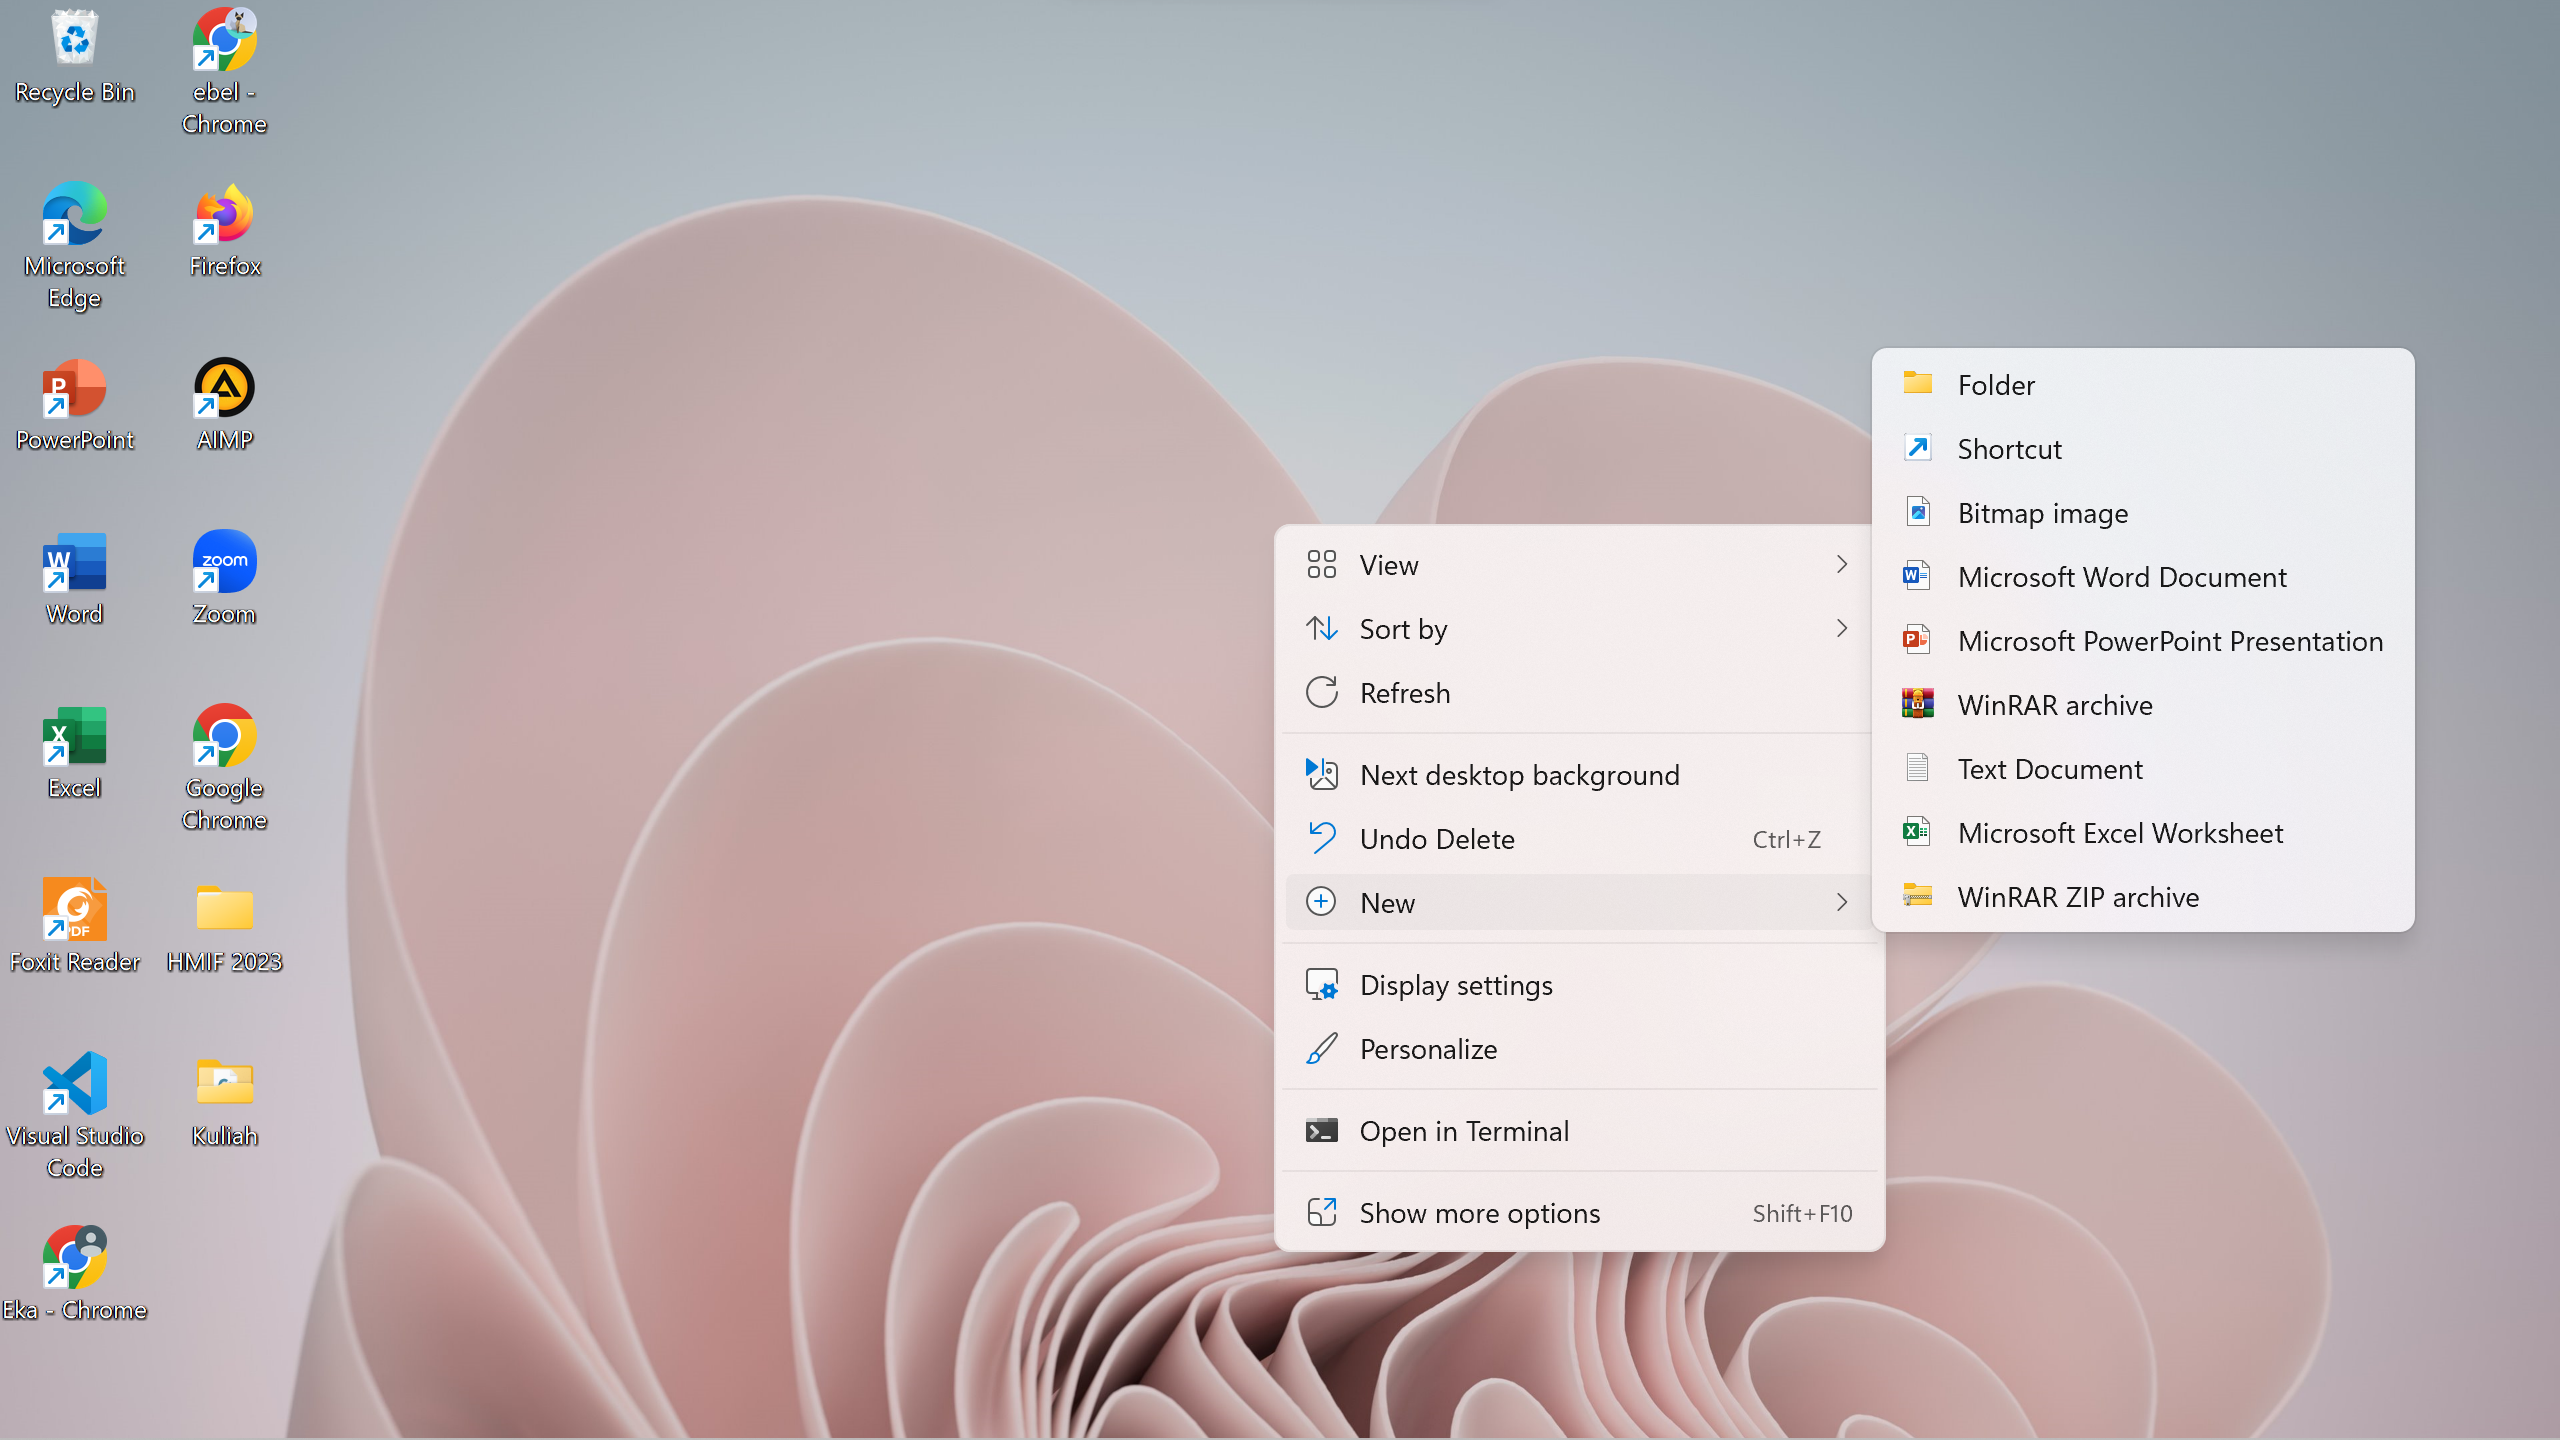 Recycle Bin
ebel -
Chrome
Microsoft
Edge
Firefox
PowerPoint
AIMP
Word
zoom
Zoom
Excel
Google
Chrome
PDF
Foxit Reader
HMIF 2023
Visual Studio
Code
Kuliah
Eka - Chrome
View
Sort by
Refresh
Next desktop background
Undo Delete Ctrl+Z
New
Display settings
Personalize
Open in Terminal
Show more options Shift+F10
Folder
Shortcut
Bitmap image
Microsoft Word Document
Microsoft PowerPoint Presentation
WinRAR archive
Text Document
Microsoft Excel Worksheet
WinRAR ZIP archive